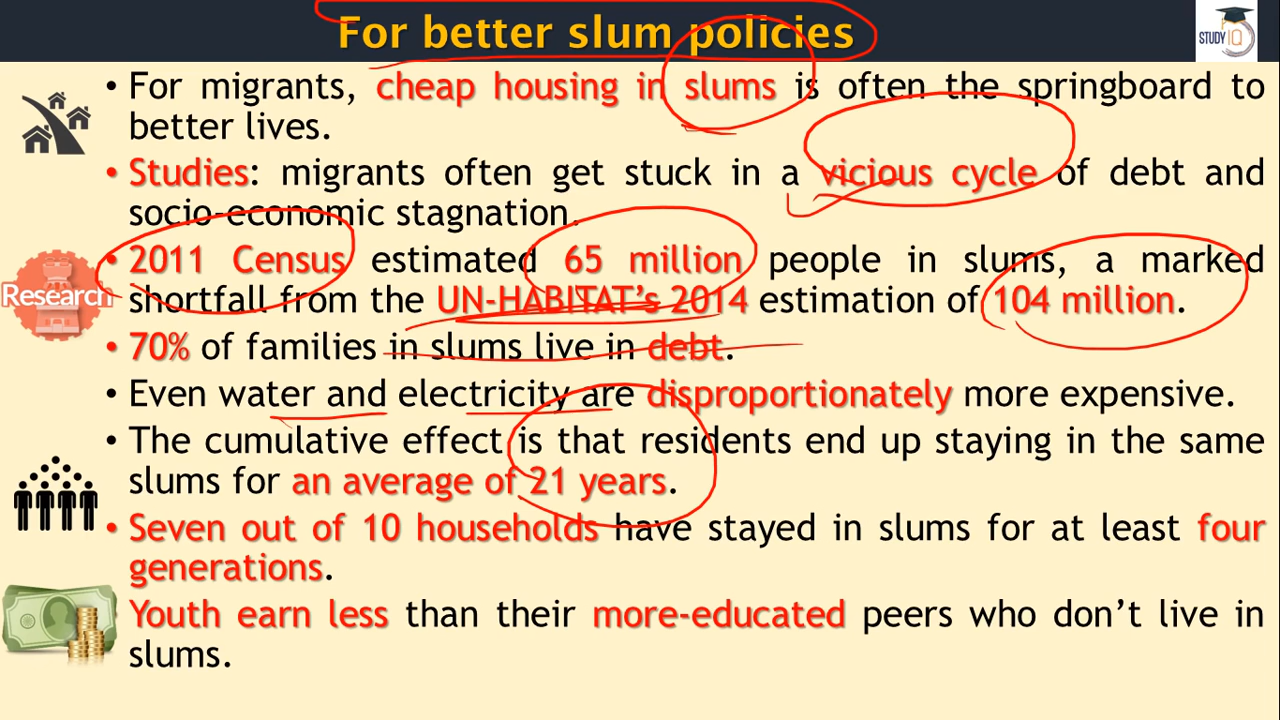 For better slum policies
STUDY IQ
• For migrants, cheap housing in slums is often the springboard to
better lives.
• Studies: migrants often get stuck in a vicious cycle of debt and
socio-economic stagnation.
• 2011 Census estimated 65 million people in slums, a marked
shortfall from the UN-HABITAT’s 2014 estimation of 104 million.
Research
• 70% of families in slums live in debt.
• Even water and electricity are disproportionately more expensive.
• The cumulative effect is that residents end up staying in the same
slums for an average of 21 years.
• Seven out of 10 households have stayed in slums for at least four
generations.
• Youth earn less than their more-educated peers who don’t live in
slums.